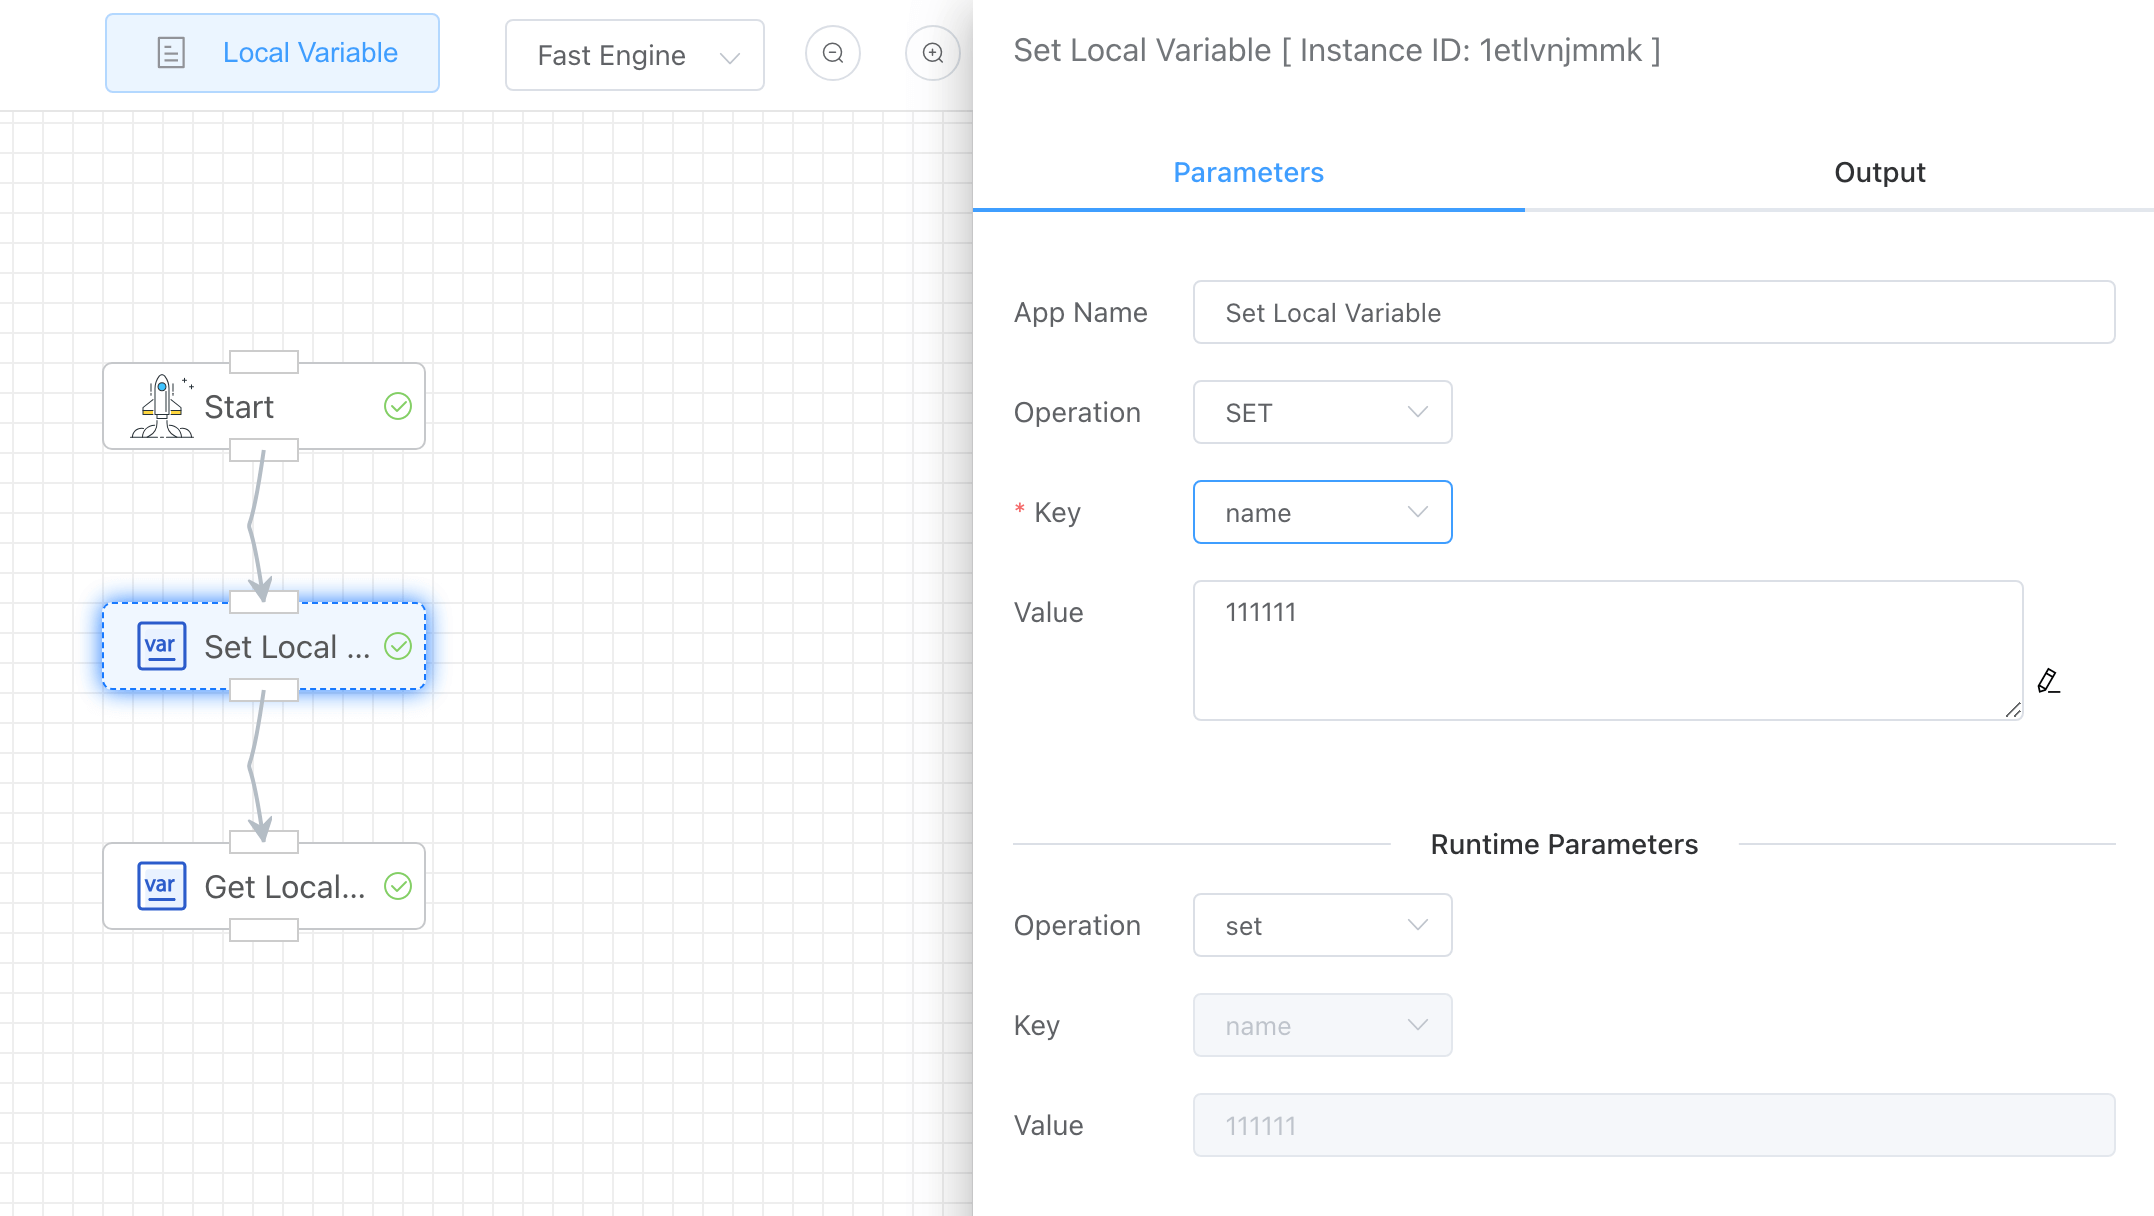 Local Variable
Fast Engine
Start
var
Set Local ...
var
Get Local...
Set Local Variable [ Instance ID: 1etlvnjmmk ]
Parameters
Output
App Name
Set Local Variable
Operation
SET
* Key
name
Value
111111
Runtime Parameters
Operation
set
Key
name
Value
111111